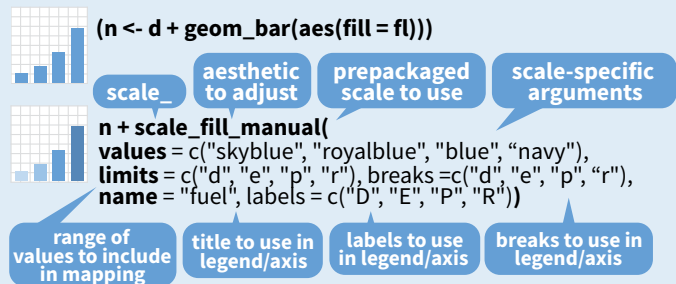 (n <- d + geom_bar(aes(fill = fl)))
scale_
aesthetic
to adjust
prepackaged
scale to use
scale-specific
arguments
n + scale_fill_manual(
values = c("skyblue", "royalblue", "blue", “navy"),
limits = c("d", "e", "p", "r"), breaks =c("d", "e", "p", “r"),
name = "fuel", labels = c("D", "E", "P", "R"))
range of
values to include
in mapping
title to use in
legend/axis
labels to use
in legend/axis
breaks to use in
legend/axis